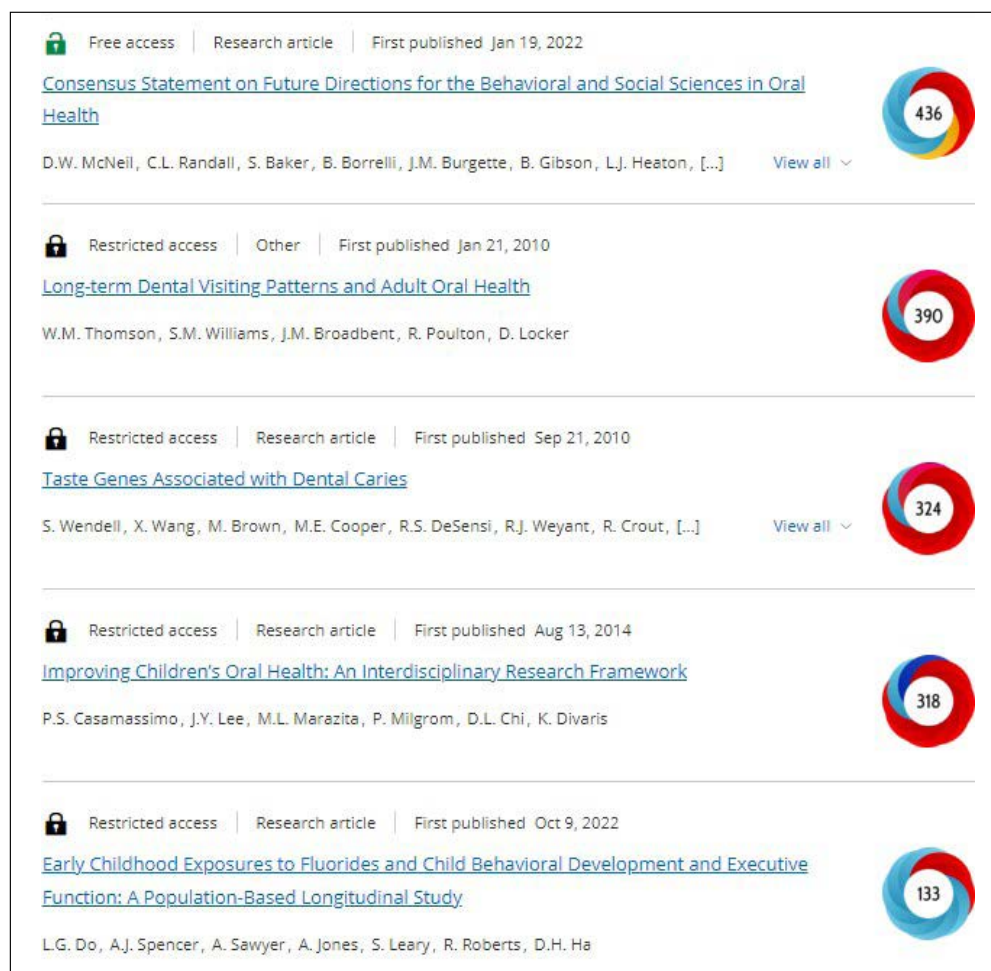 Free access | Research article | First published Jan 19, 2022
Consensus Statement on Future Directions for the Behavioral and Social Sciences in Oral
Health
436
D.W. McNeil, C.L. Randall, S. Baker, B. Borrelli, J.M. Burgette, B. Gibson, L.J. Heaton, [...] View all
Restricted access | Other | First published Jan 21, 2010
Long-term Dental Visiting Patterns and Adult Oral Health
390
W.M. Thomson, S.M. Williams, J.M. Broadbent, R. Poulton, D. Locker
Restricted access | Research article | First published Sep 21, 2010
Taste Genes Associated with Dental Caries
324
S. Wendell, X. Wang, M. Brown, M.E. Cooper, R.S. DeSensi, R.J. Weyant, R. Crout, [...] View all
Restricted access | Research article | First published Aug 13, 2014
Improving Children's Oral Health: An Interdisciplinary Research Framework
318
P.S. Casamassimo, J.Y. Lee, M.L. Marazita, P. Milgrom, D.L. Chi, K. Divaris
Restricted access | Research article | First published Oct 9, 2022
Early Childhood Exposures to Fluorides and Child Behavioral Development and Executive
Function: A Population-Based Longitudinal Study
133
L.G. Do, A.J. Spencer, A. Sawyer, A. Jones, S. Leary, R. Roberts, D.H. Ha